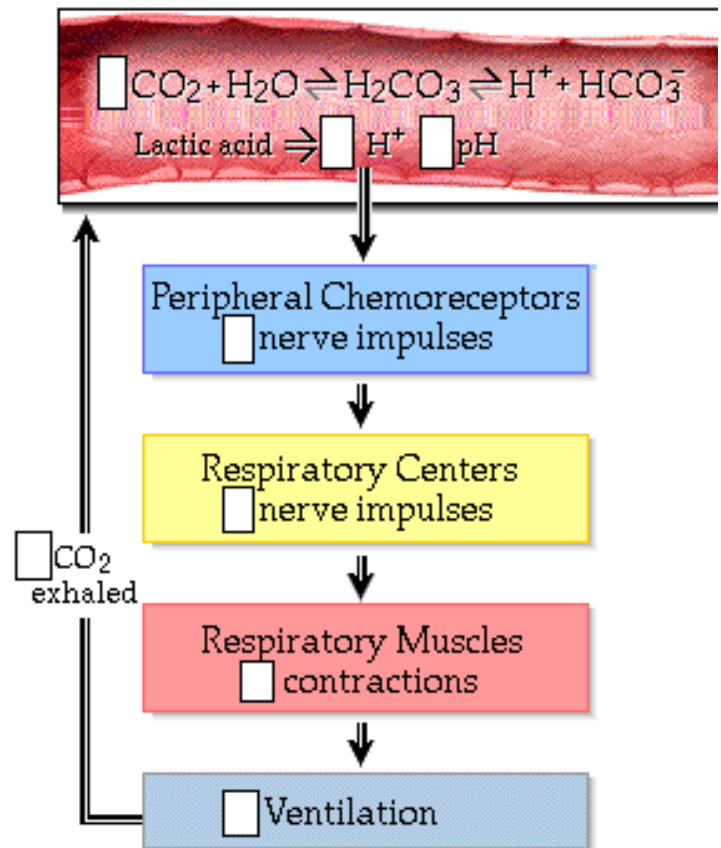 CO₂ + H₂O ⇌ H₂CO₃ ⇌ H⁺ + HCO₃⁻
Lactic acid ⇒ H⁺ pH
Peripheral Chemoreceptors
nerve impulses
Respiratory Centers
nerve impulses
CO₂
exhaled
Respiratory Muscles
contractions
Ventilation